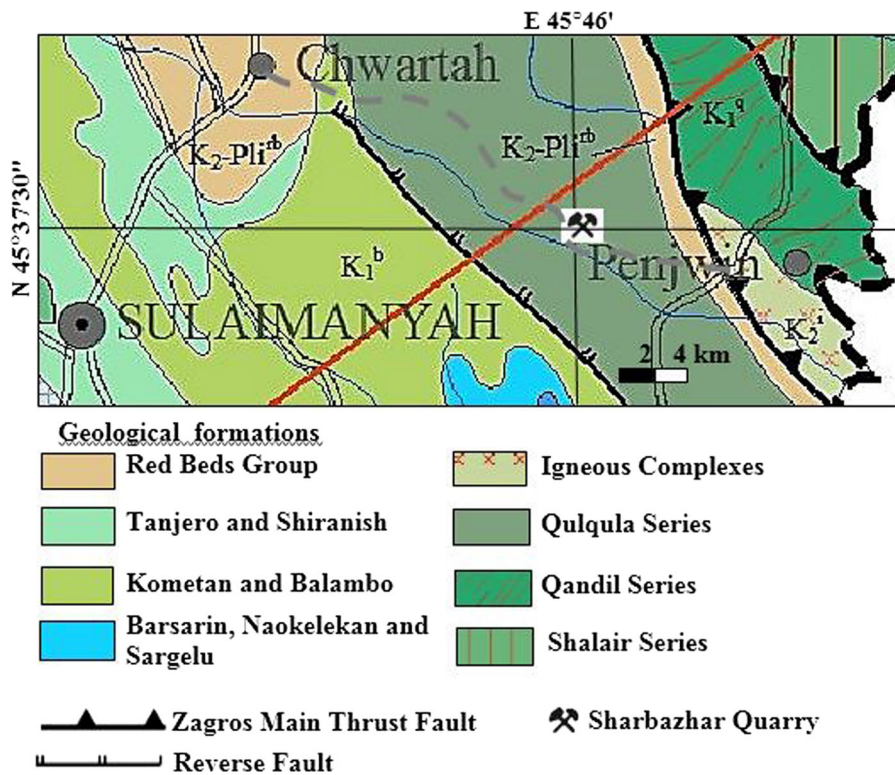 E 45°46'
N 45°37'30"
Chwartah
K₂-Pliʳᵇ
K₂-Pliʳᵇ
K₁q
Penjwin
K₁ᵇ
SULAIMANYAH
K₂ⁱ
2 4 km
Geological formations
Red Beds Group
Igneous Complexes
Tanjero and Shiranish
Qulqula Series
Kometan and Balambo
Qandil Series
Barsarin, Naokelekan and
Sargelu
Shalair Series
Zagros Main Thrust Fault
Sharbazhar Quarry
Reverse Fault